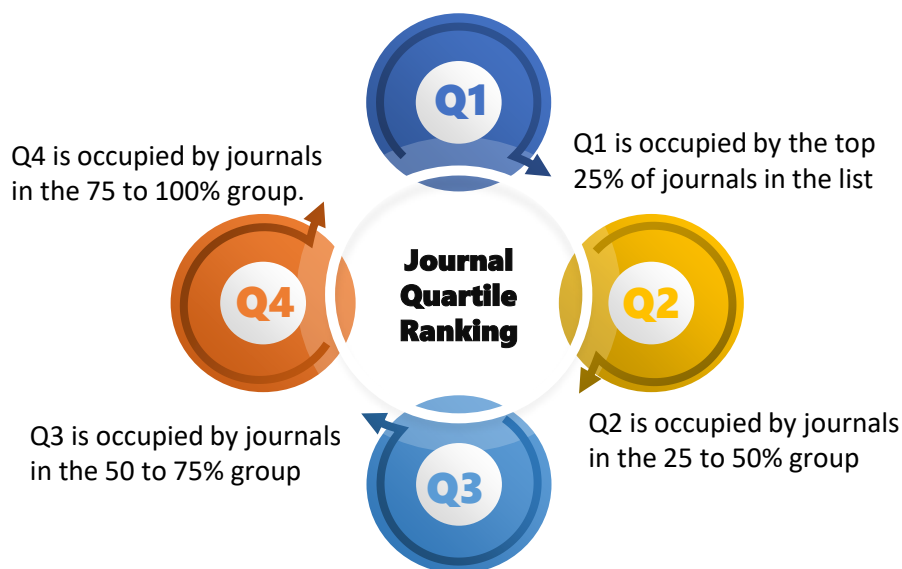 Q1
Q1 is occupied by the top
25% of journals in the list
Q4 is occupied by journals
in the 75 to 100% group.
Journal
Quartile
Ranking
Q4
Q2
Q2 is occupied by journals
in the 25 to 50% group
Q3 is occupied by journals
in the 50 to 75% group
Q3